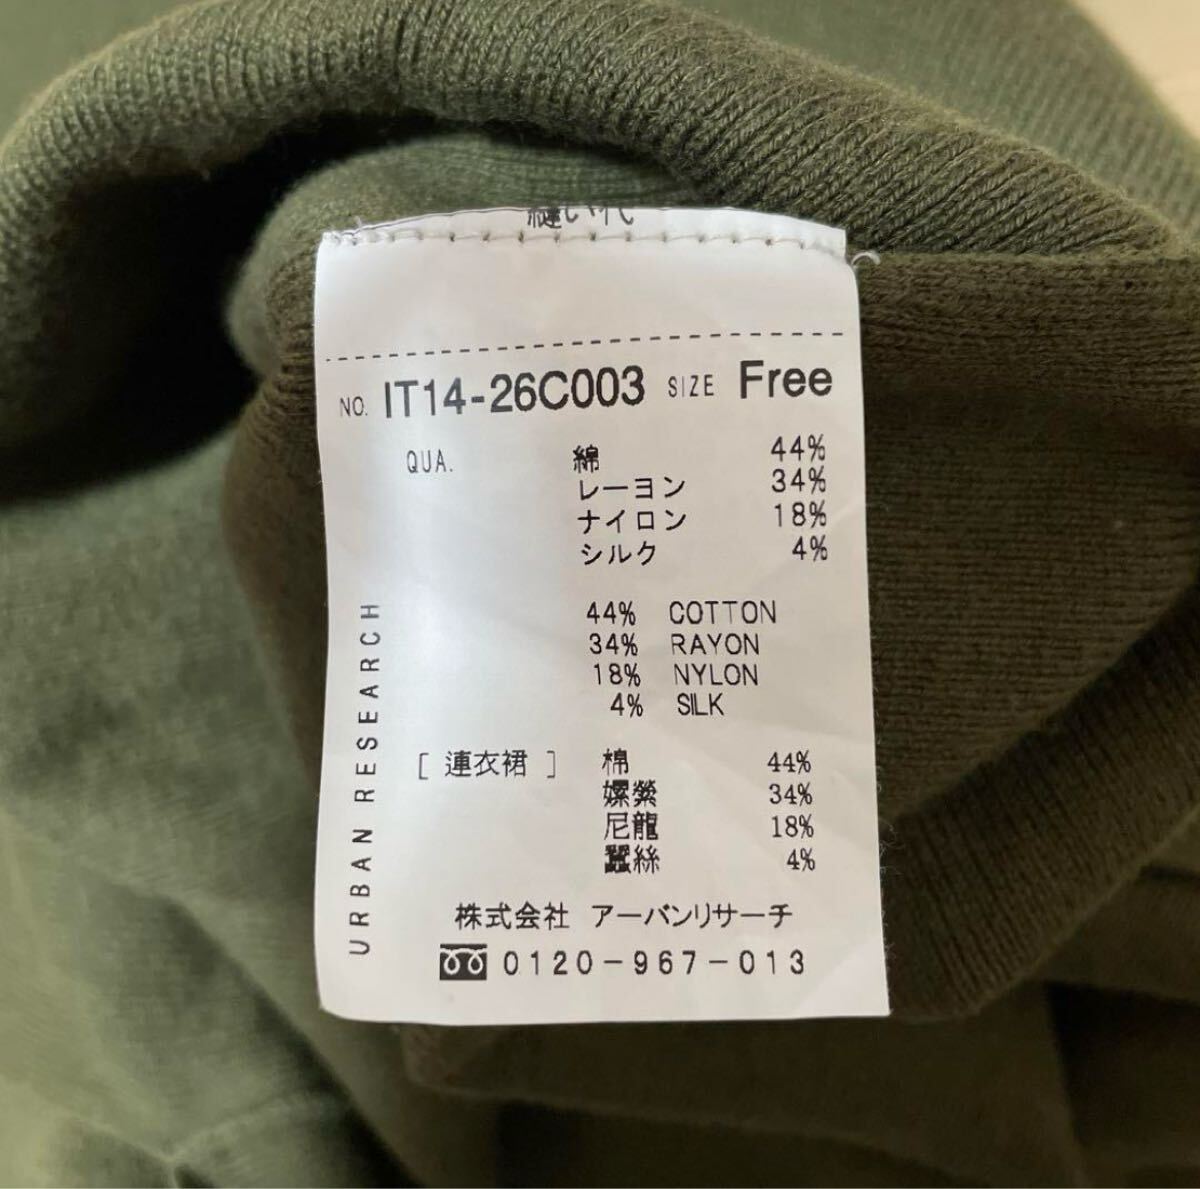 縫い代
NO. IT14-26C003 SIZE Free
QUA. 綿 44%
レーヨン 34%
ナイロン 18%
シルク 4%
44% COTTON
34% RAYON
18% NYLON
4% SILK
[ 連衣裙 ] 棉 44%
嫘縈 34%
尼龍 18%
蠶絲 4%
URBAN RESEARCH
株式会社 アーバンリサーチ
0120-967-013